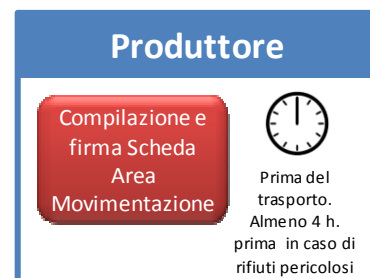 Produttore
Compilazione e
firma Scheda
Area
Movimentazione
Prima del
trasporto.
Almeno 4 h.
prima in caso di
rifiuti pericolosi